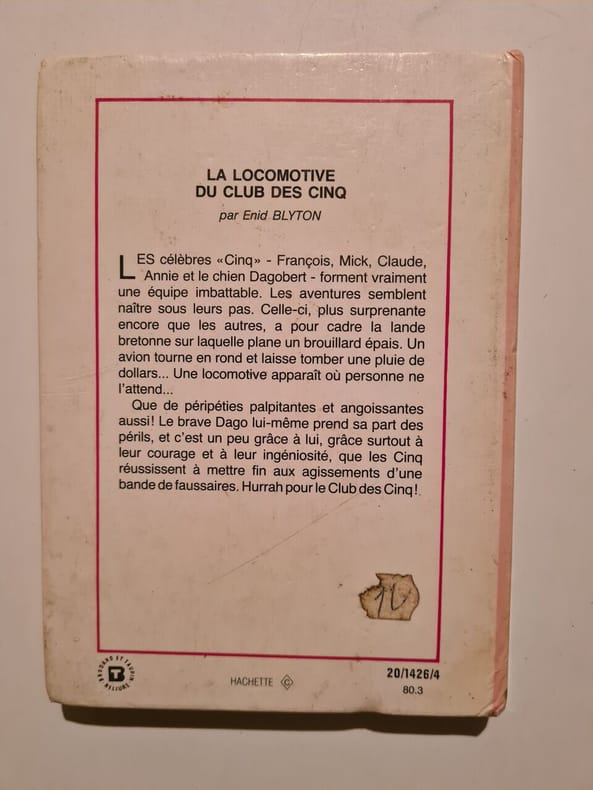 LA LOCOMOTIVE
DU CLUB DES CINQ
par Enid BLYTON
LES célèbres «Cinq» - François, Mick, Claude,
Annie et le chien Dagobert - forment vraiment
une équipe imbattable. Les aventures semblent
naître sous leurs pas. Celle-ci, plus surprenante
encore que les autres, a pour cadre la lande
bretonne sur laquelle plane un brouillard épais. Un
avion tourne en rond et laisse tomber une pluie de
dollars... Une locomotive apparaît où personne ne
l'attend...
Que de péripéties palpitantes et angoissantes
aussi! Le brave Dago lui-même prend sa part des
périls, et c'est un peu grâce à lui, grâce surtout à
leur courage et à leur ingéniosité, que les Cinq
réussissent à mettre fin aux agissements d'une
bande de faussaires. Hurrah pour le Club des Cinq!
BRODARD ET TAUPIN
RELIURE
HACHETTE C
20/1426/4
80.3